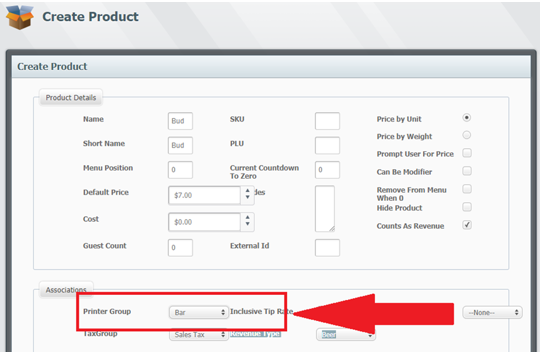 Create Product
Create Product
Product Details
Name Bud SKU Price by Unit
Price by Weight
Short Name Bud PLU Prompt User For Price
Menu Position 0 Current Countdown To Zero 0 Can Be Modifier
Default Price $7.00 des Remove From Menu When 0
Hide Product
Cost $0.00 Counts As Revenue
Guest Count 0 External Id
Associations
Printer Group Bar Inclusive Tip Rate --None--
TaxGroup Sales Tax Revenue Type Beer